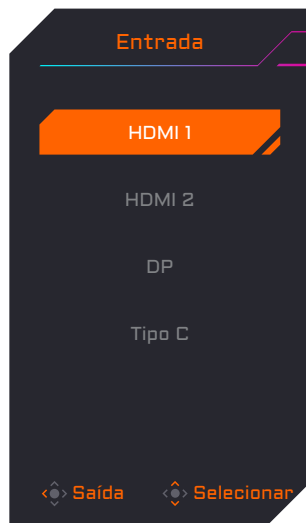 Entrada
HDMI 1
HDMI 2
DP
Tipo C
Saída Selecionar